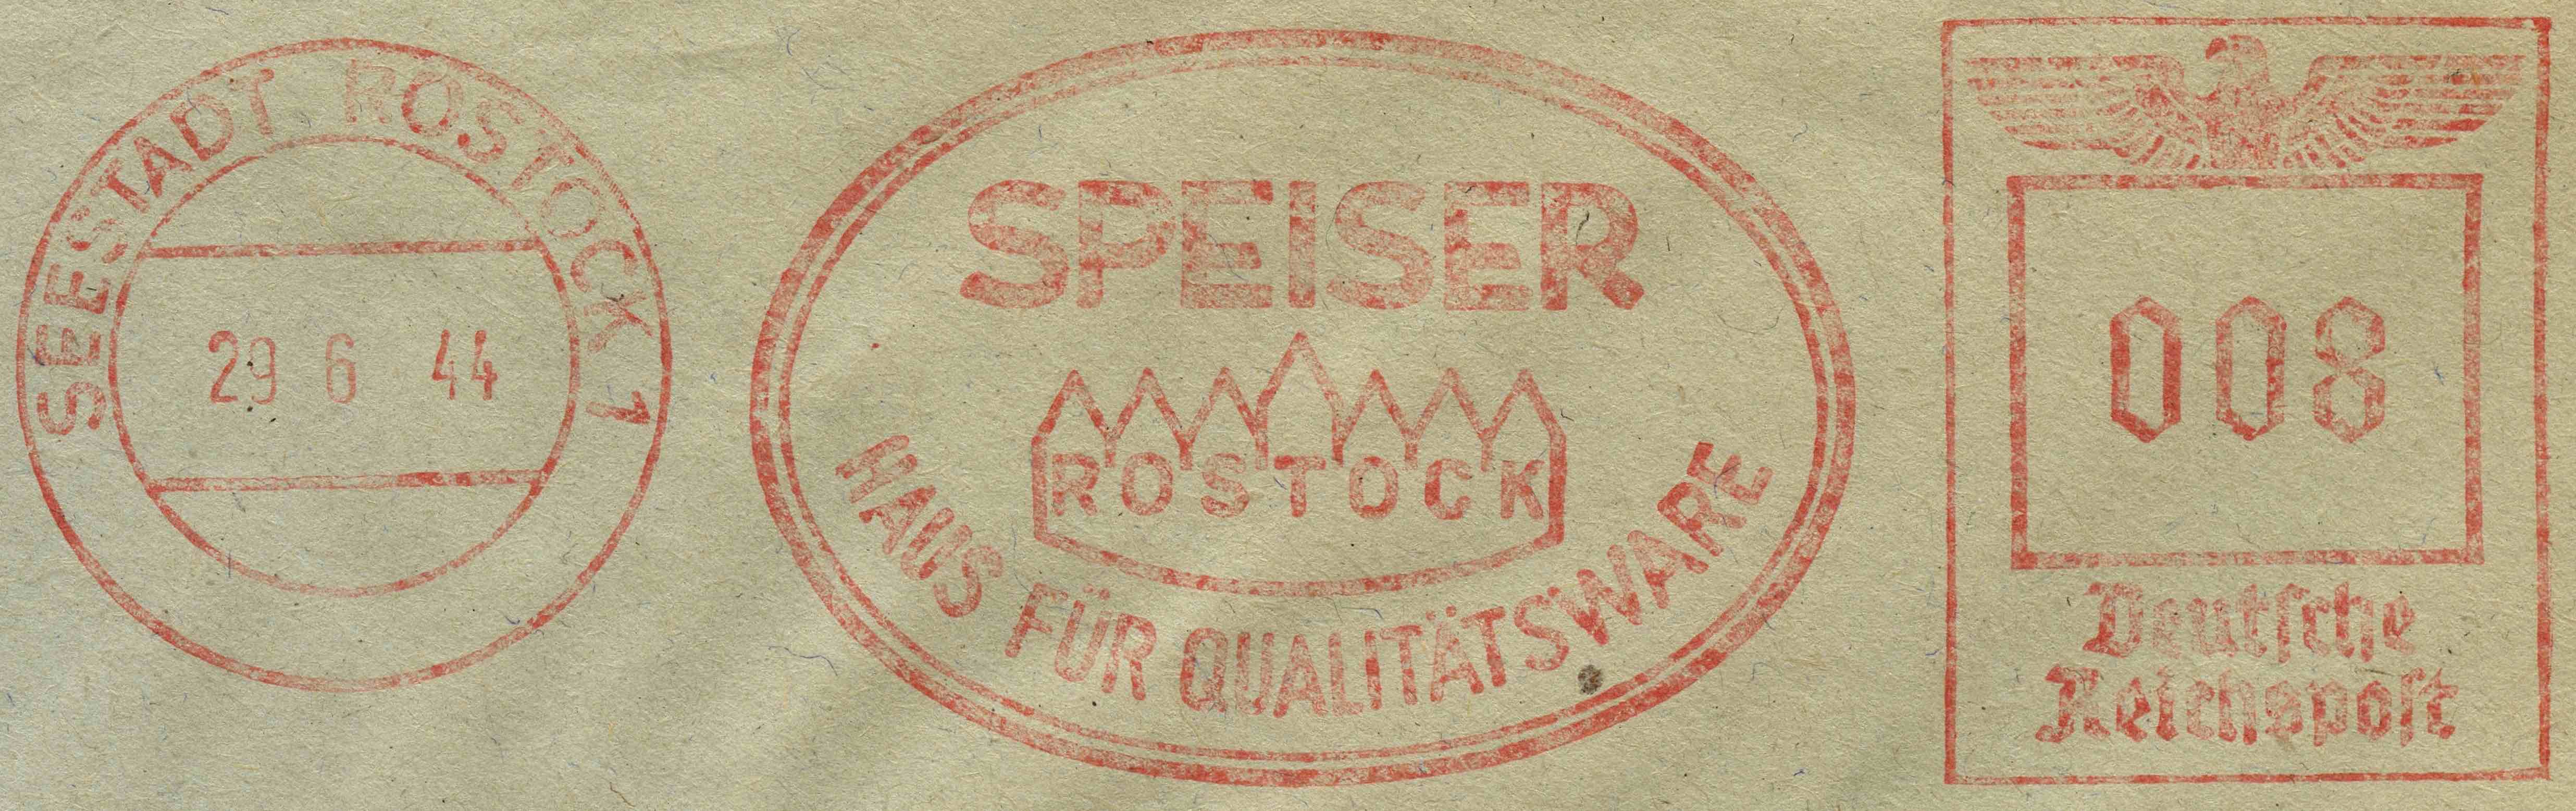 SEESTADT ROSTOCK 1
29 6 44
SPEISER
ROSTOCK
HAUS FÜR QUALITÄTSWARE
008
Deutsche
Reichspost